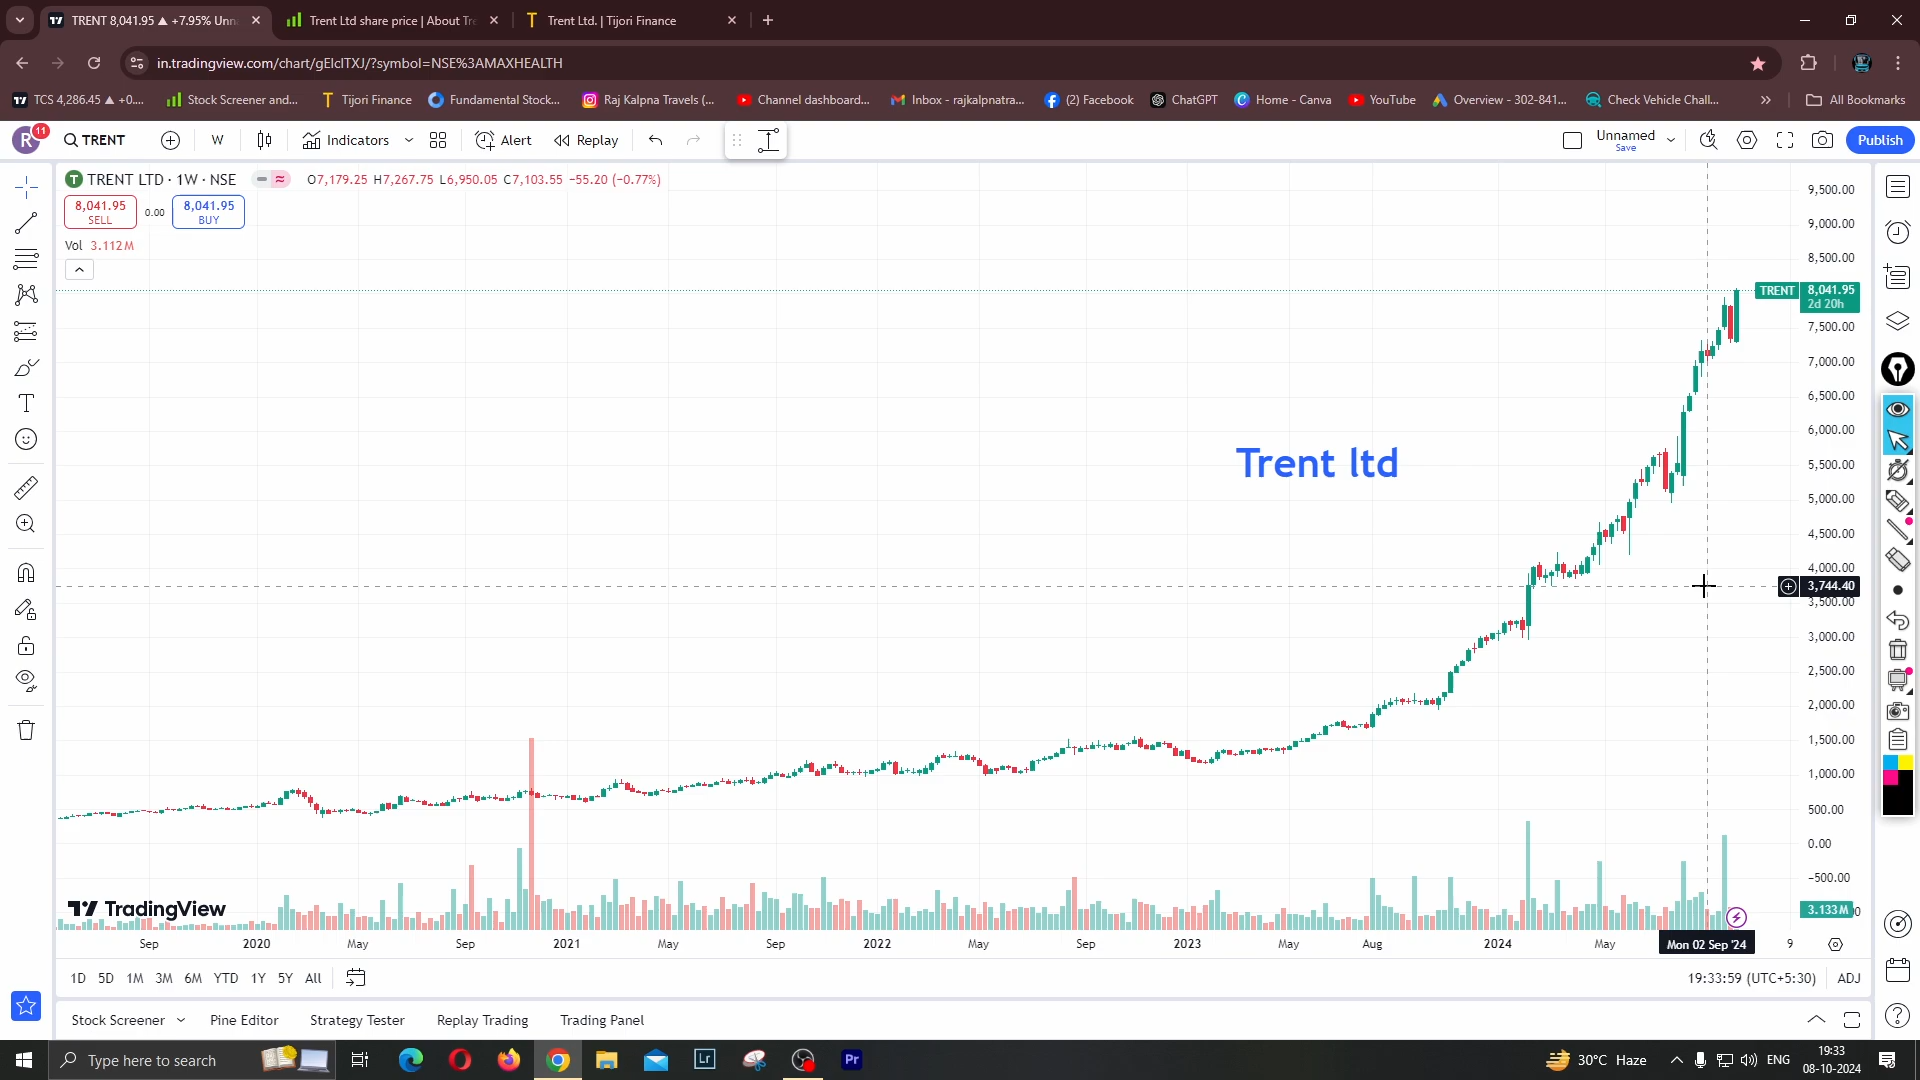 TRENT 8,041.95 ▲ +7.95% Unna
Trent Ltd share price | About Tre
Trent Ltd. | Tijori Finance
in.tradingview.com/chart/gEIcITXJ/?symbol=NSE%3AMAXHEALTH
TCS 4,286.45 ▲ +0....
Stock Screener and...
Tijori Finance
Fundamental Stock...
Raj Kalpna Travels (...
Channel dashboard...
Inbox - rajkalpnatra...
(2) Facebook
ChatGPT
Home - Canva
YouTube
Overview - 302-841...
Check Vehicle Chall...
All Bookmarks
R 11
TRENT
W
Indicators
Alert
Replay
Unnamed
Save
Publish
TRENT LTD · 1W · NSE
O7,179.25 H7,267.75 L6,950.05 C7,103.55 −55.20 (−0.77%)
8,041.95
SELL
0.00
8,041.95
BUY
Vol 3.112M
9,500.00
9,000.00
8,500.00
TRENT 8,041.95
2d 20h
7,500.00
7,000.00
6,500.00
6,000.00
5,500.00
5,000.00
4,500.00
4,000.00
3,744.40
3,500.00
3,000.00
2,500.00
2,000.00
1,500.00
1,000.00
500.00
0.00
−500.00
3.133M
Trent ltd
TradingView
Sep 2020 May Sep 2021 May Sep 2022 May Sep 2023 May Aug 2024 May Mon 02 Sep '24 9
1D 5D 1M 3M 6M YTD 1Y 5Y All
19:33:59 (UTC+5:30) ADJ
Stock Screener Pine Editor Strategy Tester Replay Trading Trading Panel
Type here to search
Lr
Pr
30°C Haze
ENG
19:33
08-10-2024